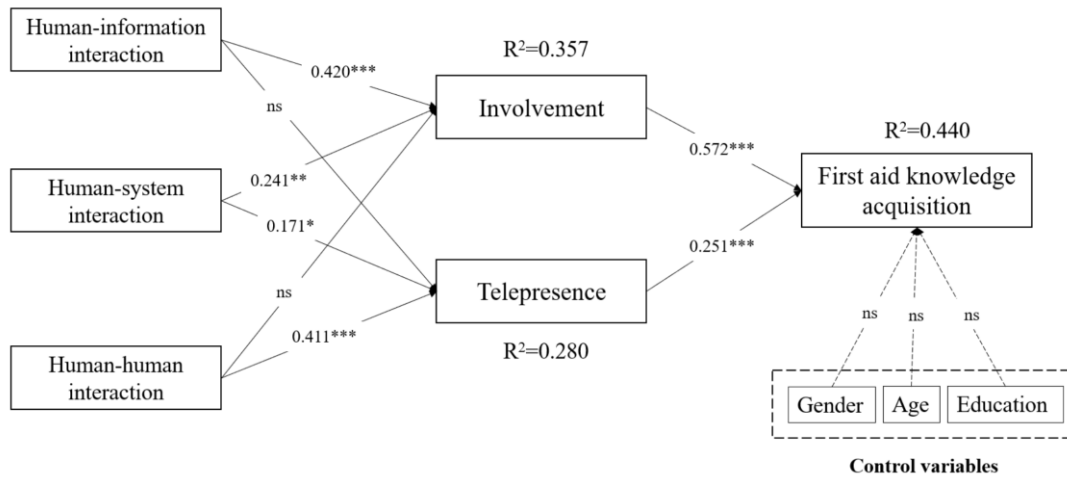 Human-information
interaction
R²=0.357
0.420***
Involvement
ns
R²=0.440
0.572***
Human-system
interaction
0.241**
0.171*
First aid knowledge
acquisition
0.251***
Telepresence
ns
ns
ns
ns
0.411***
R²=0.280
Human-human
interaction
Gender
Age
Education
Control variables